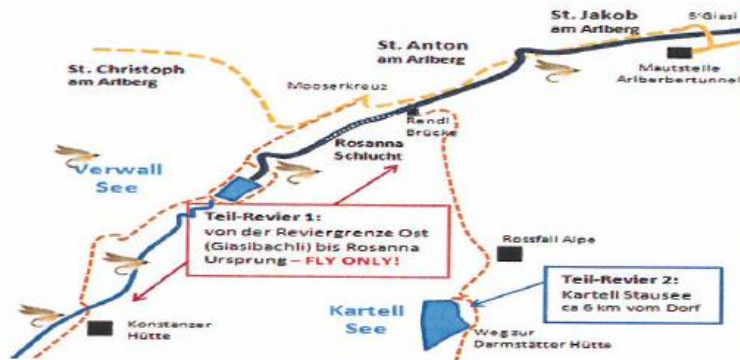 S'Giasi
St. Jakob
am Arlberg
St. Anton
am Arlberg
Mautstelle
Arlberbertunnel
St. Christoph
am Arlberg
Mooserkreuz
Rendl
Brücke
Rosanna
Schlucht
Verwall
See
Teil-Revier 1:
von der Reviergrenze Ost
(Giasibachli) bis Rosanna
Ursprung – FLY ONLY!
Rossfall Alpe
Teil-Revier 2:
Kartell Stausee
ca 6 km vom Dorf
Kartell
See
Konstanzer
Hütte
Weg zur
Darmstätter Hütte